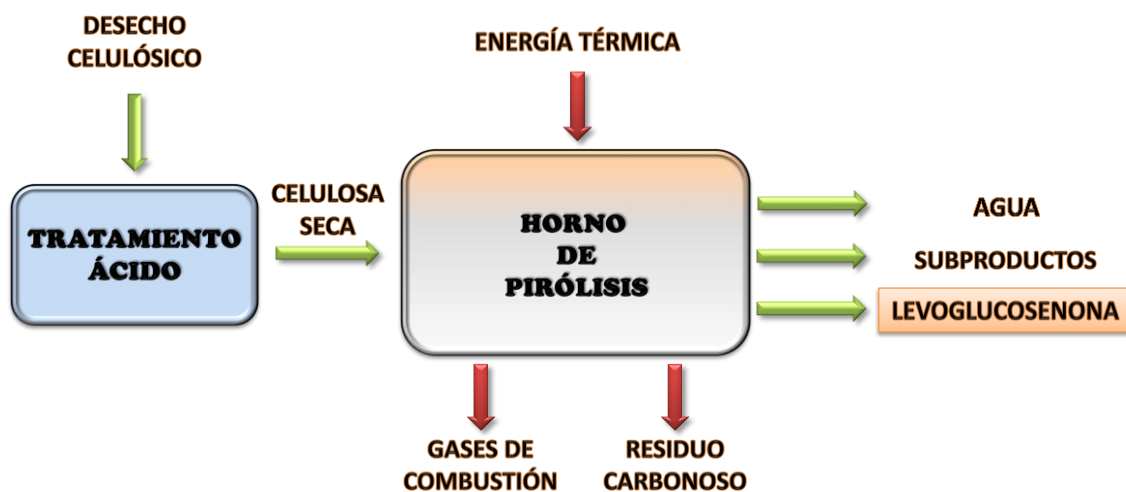 DESECHO
CELULÓSICO
ENERGÍA TÉRMICA
TRATAMIENTO
ÁCIDO
CELULOSA
SECA
HORNO
DE
PIRÓLISIS
AGUA
SUBPRODUCTOS
LEVOGLUCOSENONA
GASES DE
COMBUSTIÓN
RESIDUO
CARBONOSO